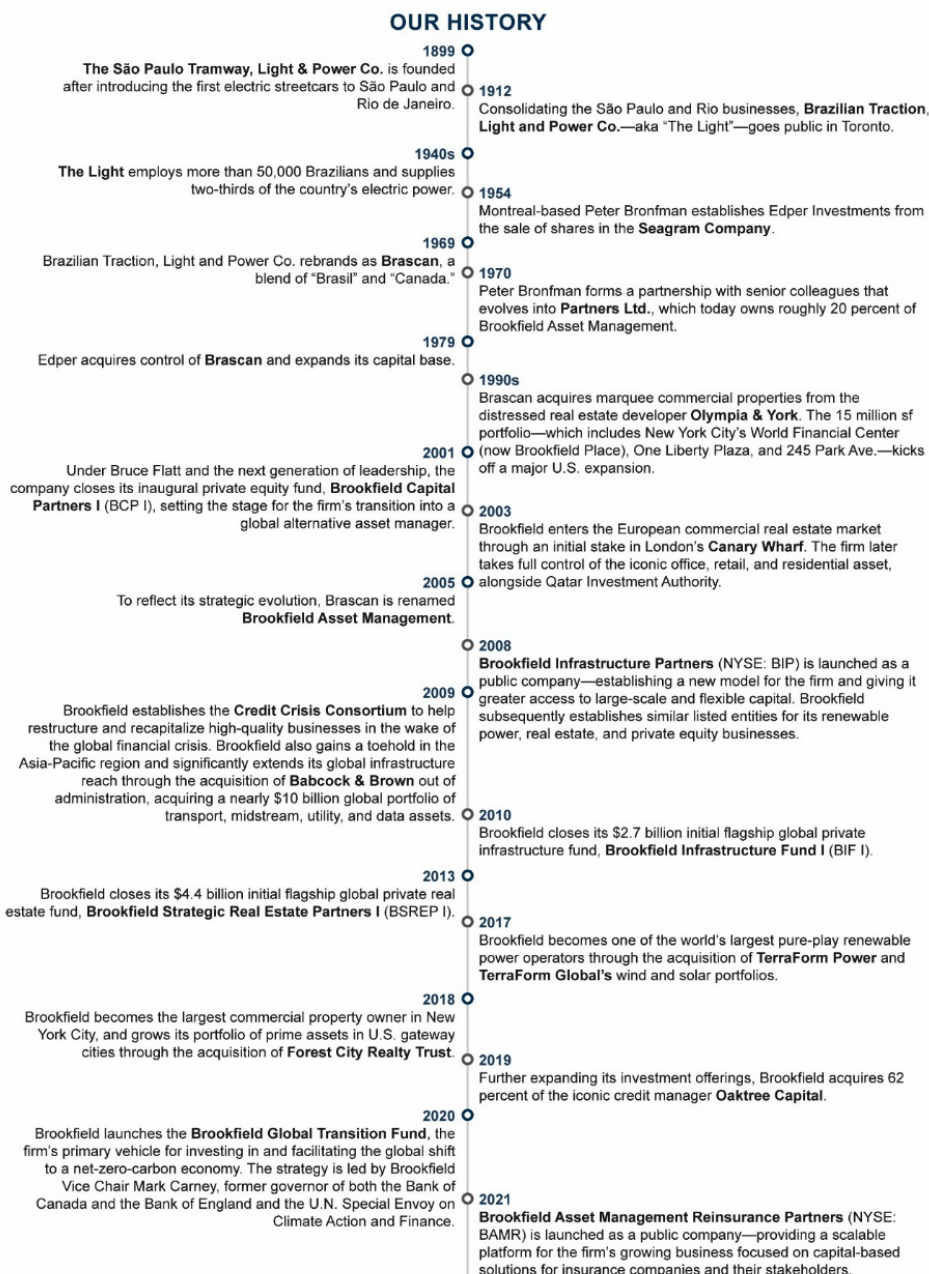 OUR HISTORY
1899
The São Paulo Tramway, Light & Power Co. is founded
after introducing the first electric streetcars to São Paulo and
Rio de Janeiro.
1912
Consolidating the São Paulo and Rio businesses, Brazilian Traction,
Light and Power Co.—aka “The Light”—goes public in Toronto.
1940s
The Light employs more than 50,000 Brazilians and supplies
two-thirds of the country’s electric power.
1954
Montreal-based Peter Bronfman establishes Edper Investments from
the sale of shares in the Seagram Company.
1969
Brazilian Traction, Light and Power Co. rebrands as Brascan, a
blend of “Brasil” and “Canada.”
1970
Peter Bronfman forms a partnership with senior colleagues that
evolves into Partners Ltd., which today owns roughly 20 percent of
Brookfield Asset Management.
1979
Edper acquires control of Brascan and expands its capital base.
1990s
Brascan acquires marquee commercial properties from the
distressed real estate developer Olympia & York. The 15 million sf
portfolio—which includes New York City’s World Financial Center
(now Brookfield Place), One Liberty Plaza, and 245 Park Ave.—kicks
off a major U.S. expansion.
2001
Under Bruce Flatt and the next generation of leadership, the
company closes its inaugural private equity fund, Brookfield Capital
Partners I (BCP I), setting the stage for the firm’s transition into a
global alternative asset manager.
2003
Brookfield enters the European commercial real estate market
through an initial stake in London’s Canary Wharf. The firm later
takes full control of the iconic office, retail, and residential asset,
alongside Qatar Investment Authority.
2005
To reflect its strategic evolution, Brascan is renamed
Brookfield Asset Management.
2008
Brookfield Infrastructure Partners (NYSE: BIP) is launched as a
public company—establishing a new model for the firm and giving it
greater access to large-scale and flexible capital. Brookfield
subsequently establishes similar listed entities for its renewable
power, real estate, and private equity businesses.
2009
Brookfield establishes the Credit Crisis Consortium to help
restructure and recapitalize high-quality businesses in the wake of
the global financial crisis. Brookfield also gains a toehold in the
Asia-Pacific region and significantly extends its global infrastructure
reach through the acquisition of Babcock & Brown out of
administration, acquiring a nearly $10 billion global portfolio of
transport, midstream, utility, and data assets.
2010
Brookfield closes its $2.7 billion initial flagship global private
infrastructure fund, Brookfield Infrastructure Fund I (BIF I).
2013
Brookfield closes its $4.4 billion initial flagship global private real
estate fund, Brookfield Strategic Real Estate Partners I (BSREP I).
2017
Brookfield becomes one of the world’s largest pure-play renewable
power operators through the acquisition of TerraForm Power and
TerraForm Global’s wind and solar portfolios.
2018
Brookfield becomes the largest commercial property owner in New
York City, and grows its portfolio of prime assets in U.S. gateway
cities through the acquisition of Forest City Realty Trust.
2019
Further expanding its investment offerings, Brookfield acquires 62
percent of the iconic credit manager Oaktree Capital.
2020
Brookfield launches the Brookfield Global Transition Fund, the
firm’s primary vehicle for investing in and facilitating the global shift
to a net-zero-carbon economy. The strategy is led by Brookfield
Vice Chair Mark Carney, former governor of both the Bank of
Canada and the Bank of England and the U.N. Special Envoy on
Climate Action and Finance.
2021
Brookfield Asset Management Reinsurance Partners (NYSE:
BAMR) is launched as a public company—providing a scalable
platform for the firm’s growing business focused on capital-based
solutions for insurance companies and their stakeholders.